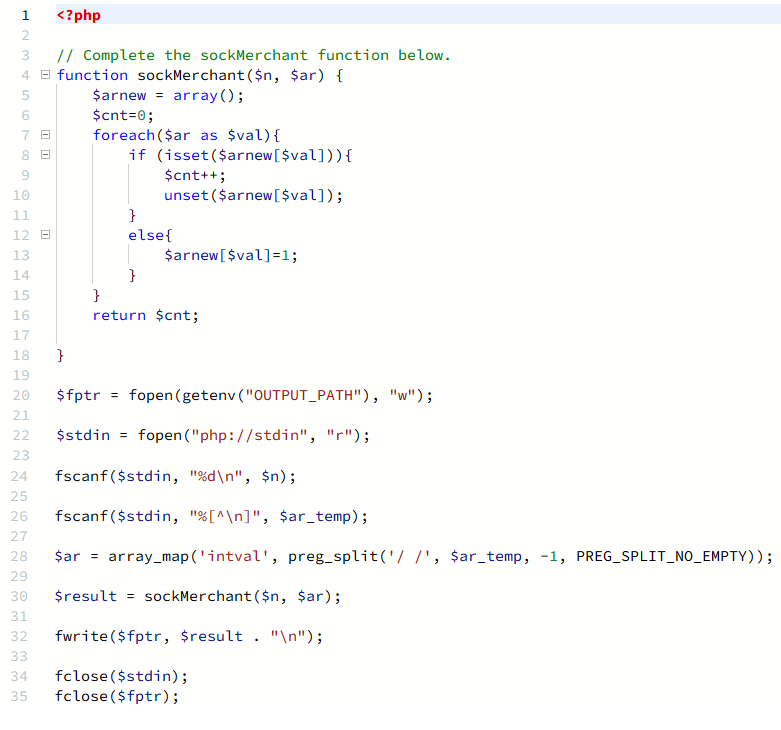 1 <?php
2
3 // Complete the sockMerchant function below.
4 function sockMerchant($n, $ar) {
5     $arnew = array();
6     $cnt=0;
7     foreach($ar as $val){
8         if (isset($arnew[$val])){
9             $cnt++;
10             unset($arnew[$val]);
11         }
12         else{
13             $arnew[$val]=1;
14         }
15     }
16     return $cnt;
17
18 }
19
20 $fptr = fopen(getenv("OUTPUT_PATH"), "w");
21
22 $stdin = fopen("php://stdin", "r");
23
24 fscanf($stdin, "%d\n", $n);
25
26 fscanf($stdin, "%[^\n]", $ar_temp);
27
28 $ar = array_map('intval', preg_split('/ /', $ar_temp, -1, PREG_SPLIT_NO_EMPTY));
29
30 $result = sockMerchant($n, $ar);
31
32 fwrite($fptr, $result . "\n");
33
34 fclose($stdin);
35 fclose($fptr);